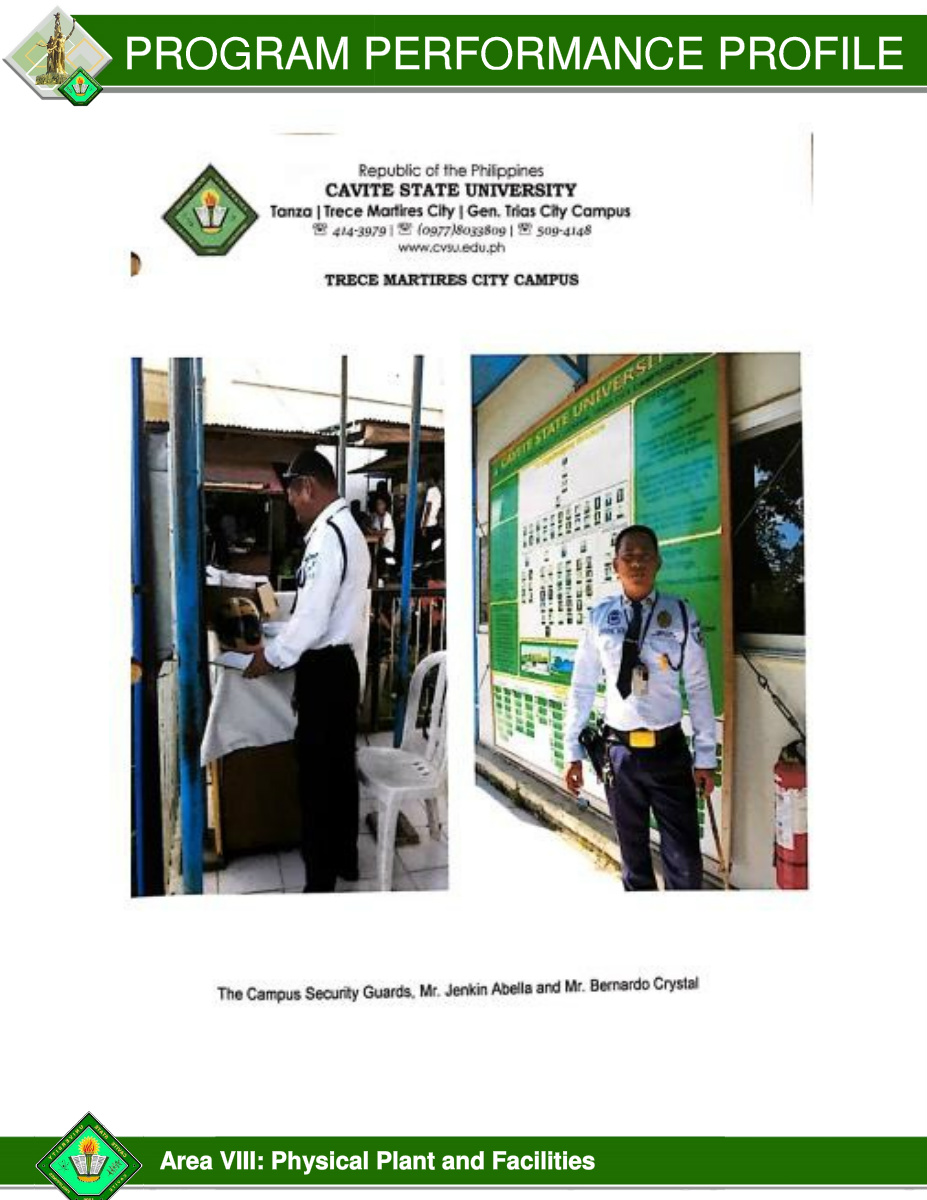 PROGRAM PERFORMANCE PROFILE
Republic of the Philippines
CAVITE STATE UNIVERSITY
Tanza | Trece Martires City | Gen. Trias City Campus
☏ 414-3979 | ☏ (0977)8033809 | ☏ 509-4148
www.cvsu.edu.ph
TRECE MARTIRES CITY CAMPUS
CAVITE STATE UNIVERSITY
The Campus Security Guards, Mr. Jenkin Abella and Mr. Bernardo Crystal
Area VIII: Physical Plant and Facilities